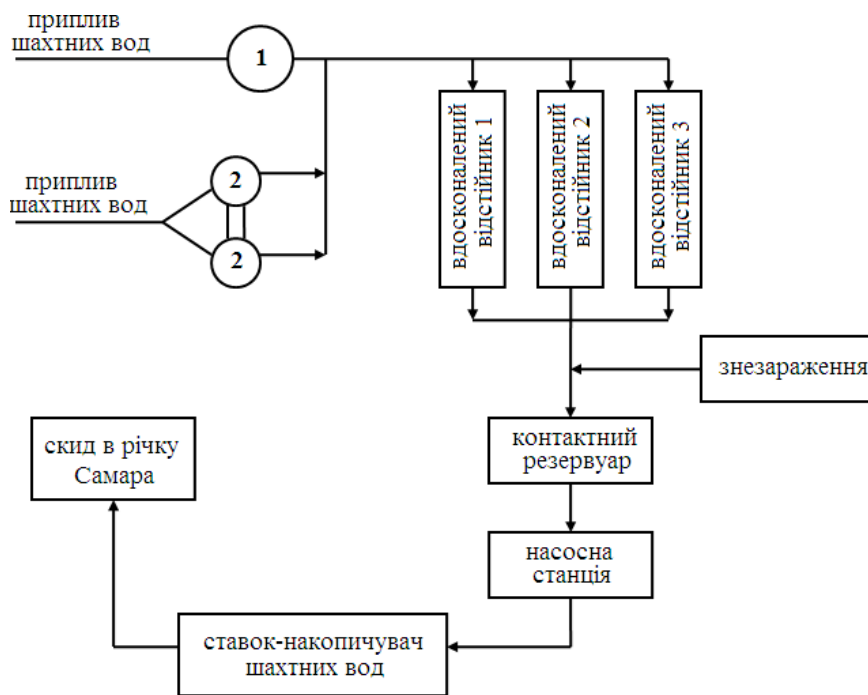 приплив
шахтних вод
1
вдосконалений
відстійник 1
вдосконалений
відстійник 2
вдосконалений
відстійник 3
приплив
шахтних вод
2
2
знезараження
контактний
резервуар
скид в річку
Самара
насосна
станція
ставок-накопичувач
шахтних вод